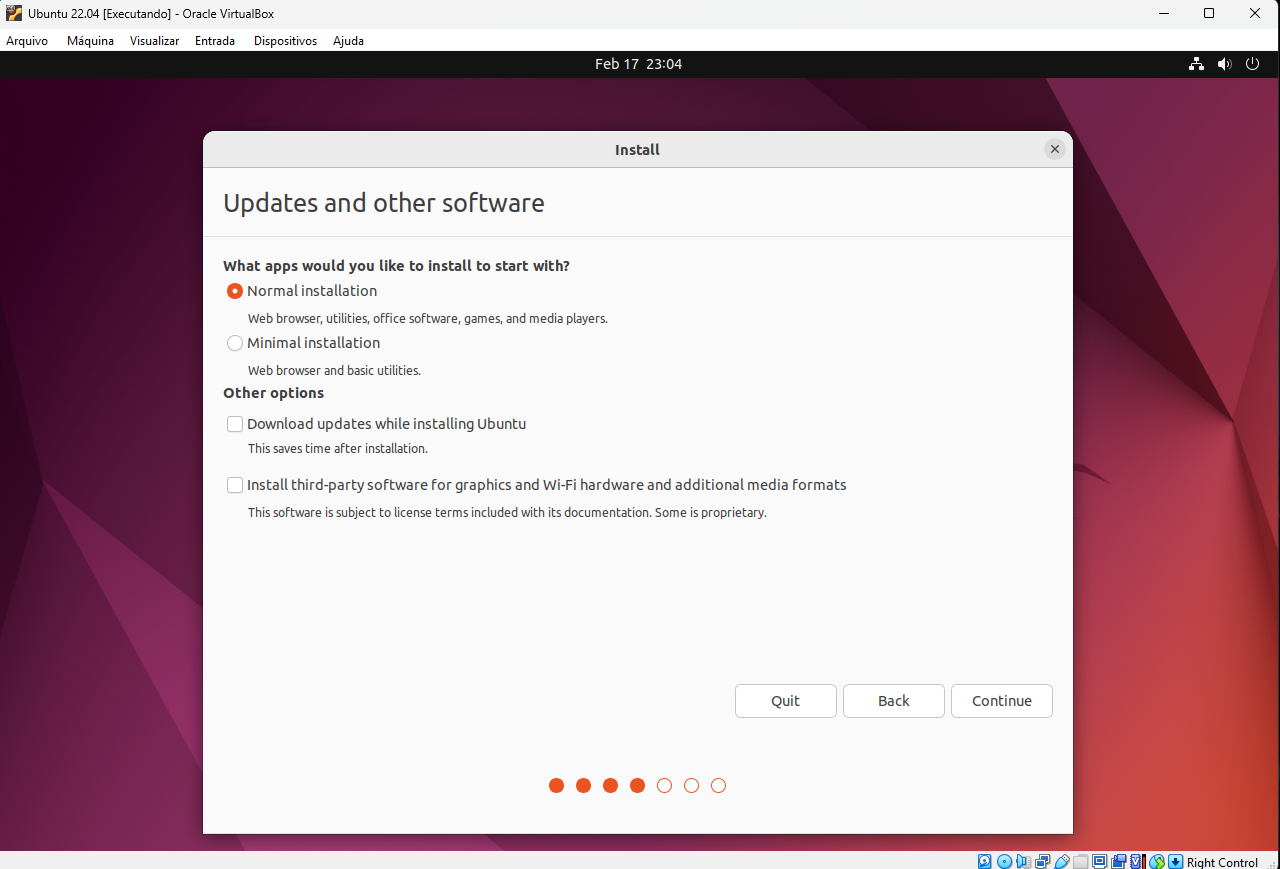 Ubuntu 22.04 [Executando] - Oracle VirtualBox
Arquivo Máquina Visualizar Entrada Dispositivos Ajuda
Feb 17 23:04
Install
Updates and other software
What apps would you like to install to start with?
Normal installation
Web browser, utilities, office software, games, and media players.
Minimal installation
Web browser and basic utilities.
Other options
Download updates while installing Ubuntu
This saves time after installation.
Install third-party software for graphics and Wi-Fi hardware and additional media formats
This software is subject to license terms included with its documentation. Some is proprietary.
Quit Back Continue
Right Control